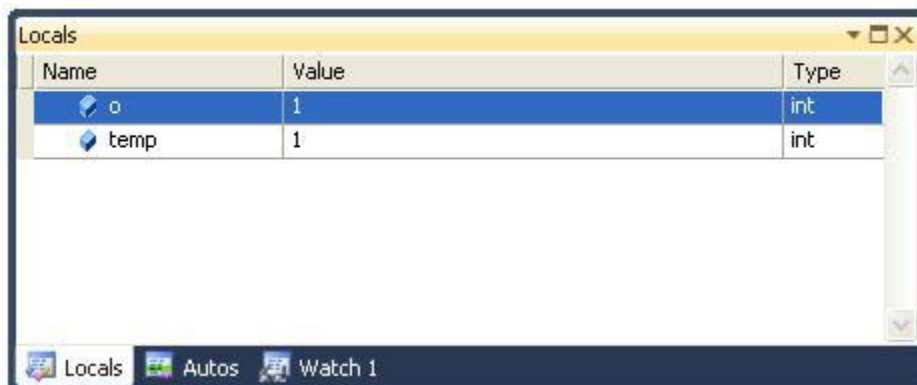 Locals
Name Value Type
o 1 int
temp 1 int
Locals Autos Watch 1